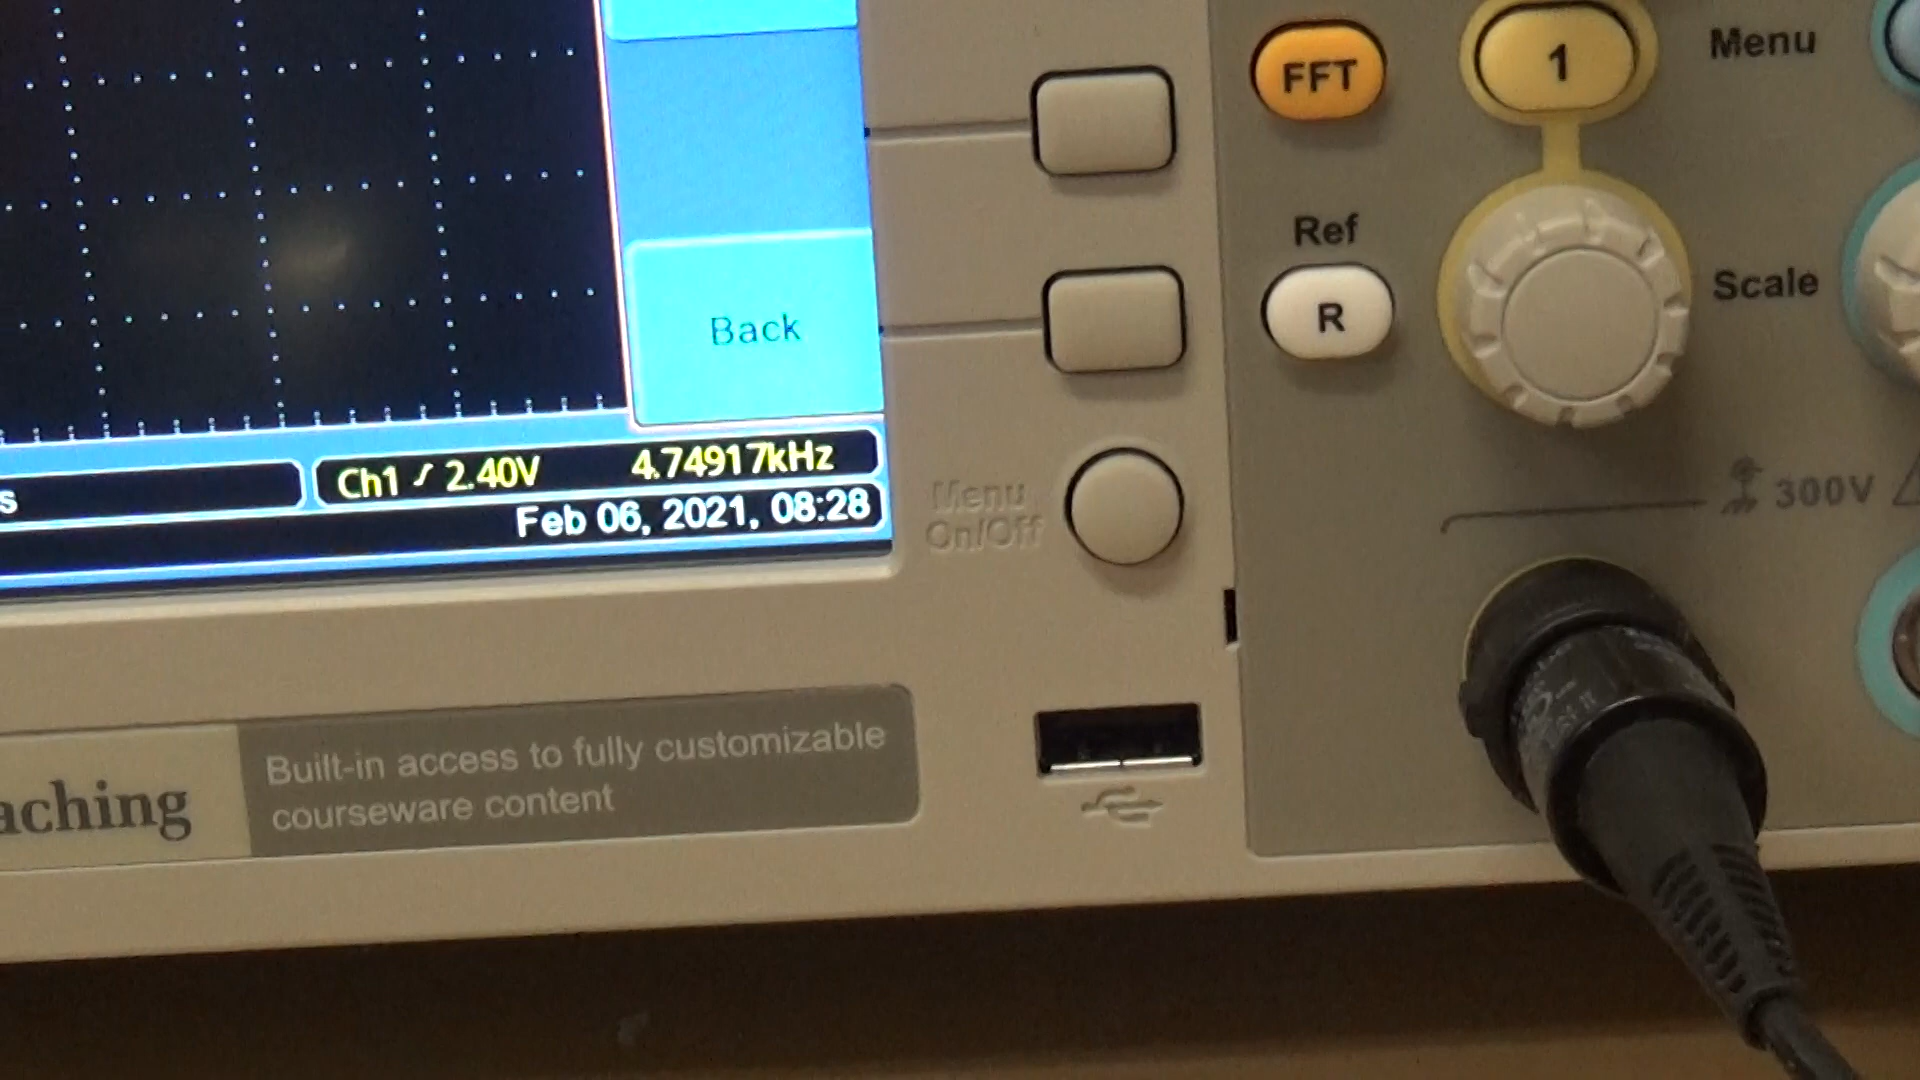 FFT
1
Menu
Ref
R
Scale
Back
Ch1 2.40V 4.74917kHz
s
Feb 06, 2021, 08:28
Menu
On/Off
300V
aching
Built-in access to fully customizable
courseware content